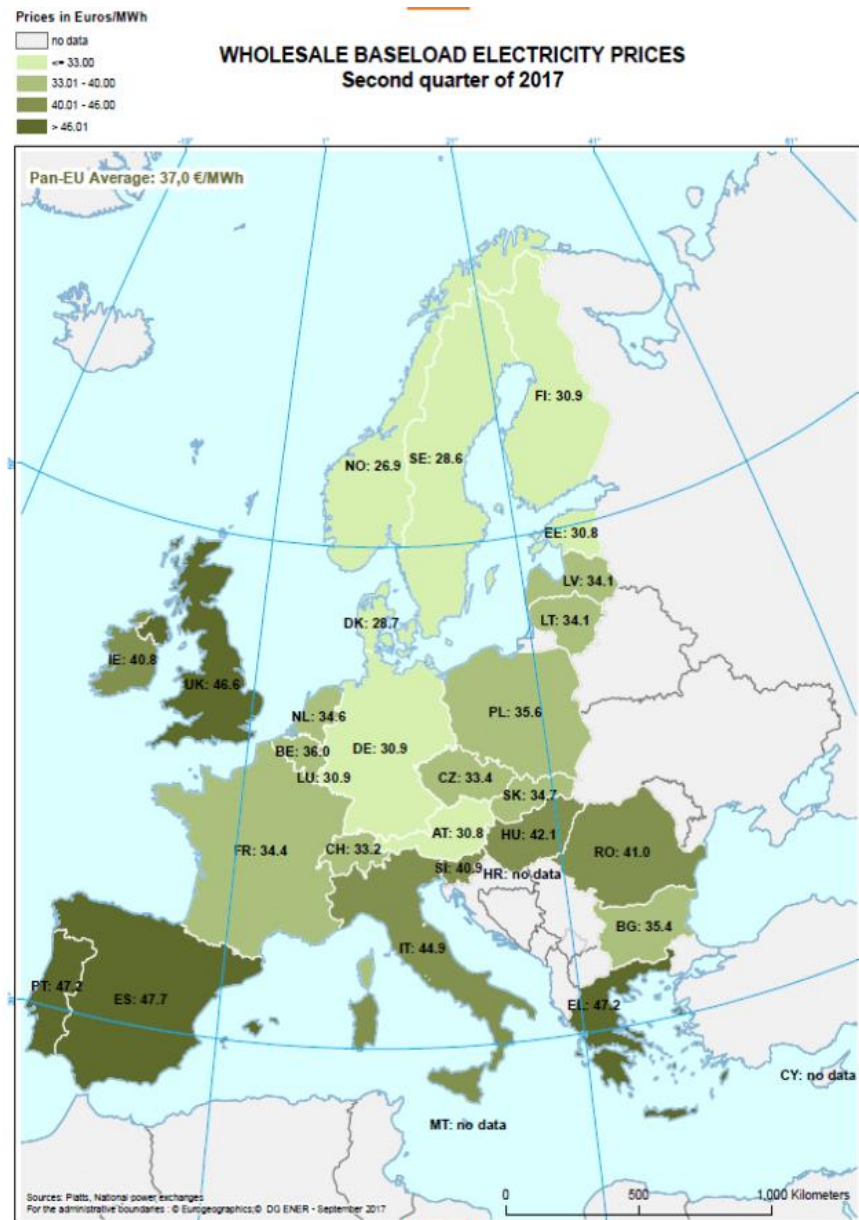 Prices in Euros/MWh
no data
<= 33.00
33.01 - 40.00
40.01 - 46.00
> 46.01
WHOLESALE BASELOAD ELECTRICITY PRICES
Second quarter of 2017
Pan-EU Average: 37,0 €/MWh
FI: 30.9
NO: 26.9
SE: 28.6
EE: 30.8
LV: 34.1
LT: 34.1
DK: 28.7
IE: 40.8
UK: 46.6
NL: 34.6
PL: 35.6
BE: 36.0
DE: 30.9
LU: 30.9
CZ: 33.4
SK: 34.7
AT: 30.8
HU: 42.1
FR: 34.4
CH: 33.2
RO: 41.0
SI: 40.9
HR: no data
BG: 35.4
IT: 44.9
PT: 47.2
ES: 47.7
EL: 47.2
CY: no data
MT: no data
Sources: Platts, National power exchanges
For the administrative boundaries : © Eurogeographics;© DG ENER - September 2017
0 500 1,000 Kilometers